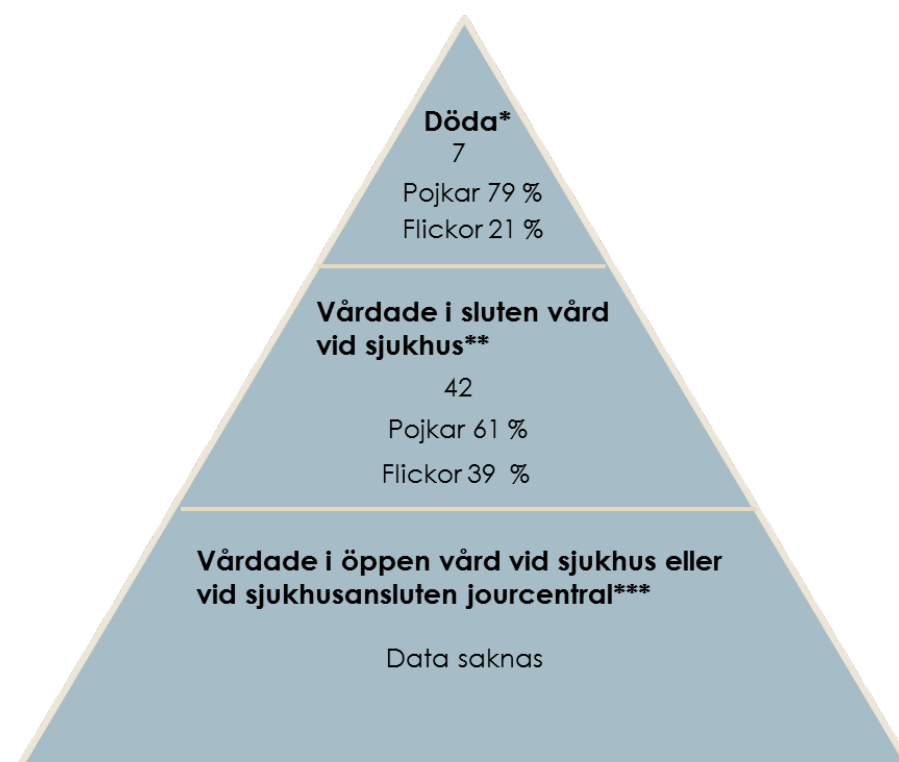 Döda*
7
Pojkar 79 %
Flickor 21 %
Vårdade i sluten vård
vid sjukhus**
42
Pojkar 61 %
Flickor 39 %
Vårdade i öppen vård vid sjukhus eller
vid sjukhusansluten jourcentral***
Data saknas